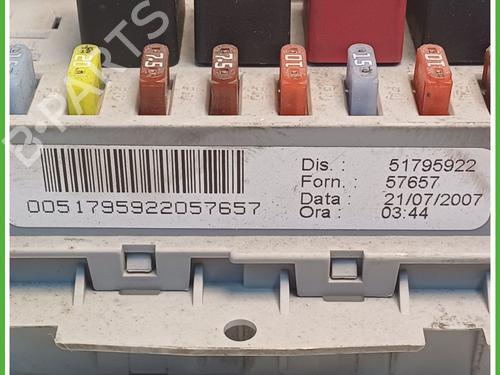 20
7.5
7.5
10
15
10
Dis. : 51795922
Forn. : 57657
Data : 21/07/2007
Ora : 03:44
0051795922057657
B-PARTS